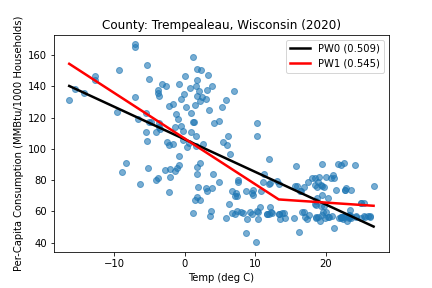 County: Trempealeau, Wisconsin (2020)
PW0 (0.509)
PW1 (0.545)
Per-Capita Consumption (MMBtu/1000 Households)
160
140
120
100
80
60
40
−10
0
10
20
Temp (deg C)